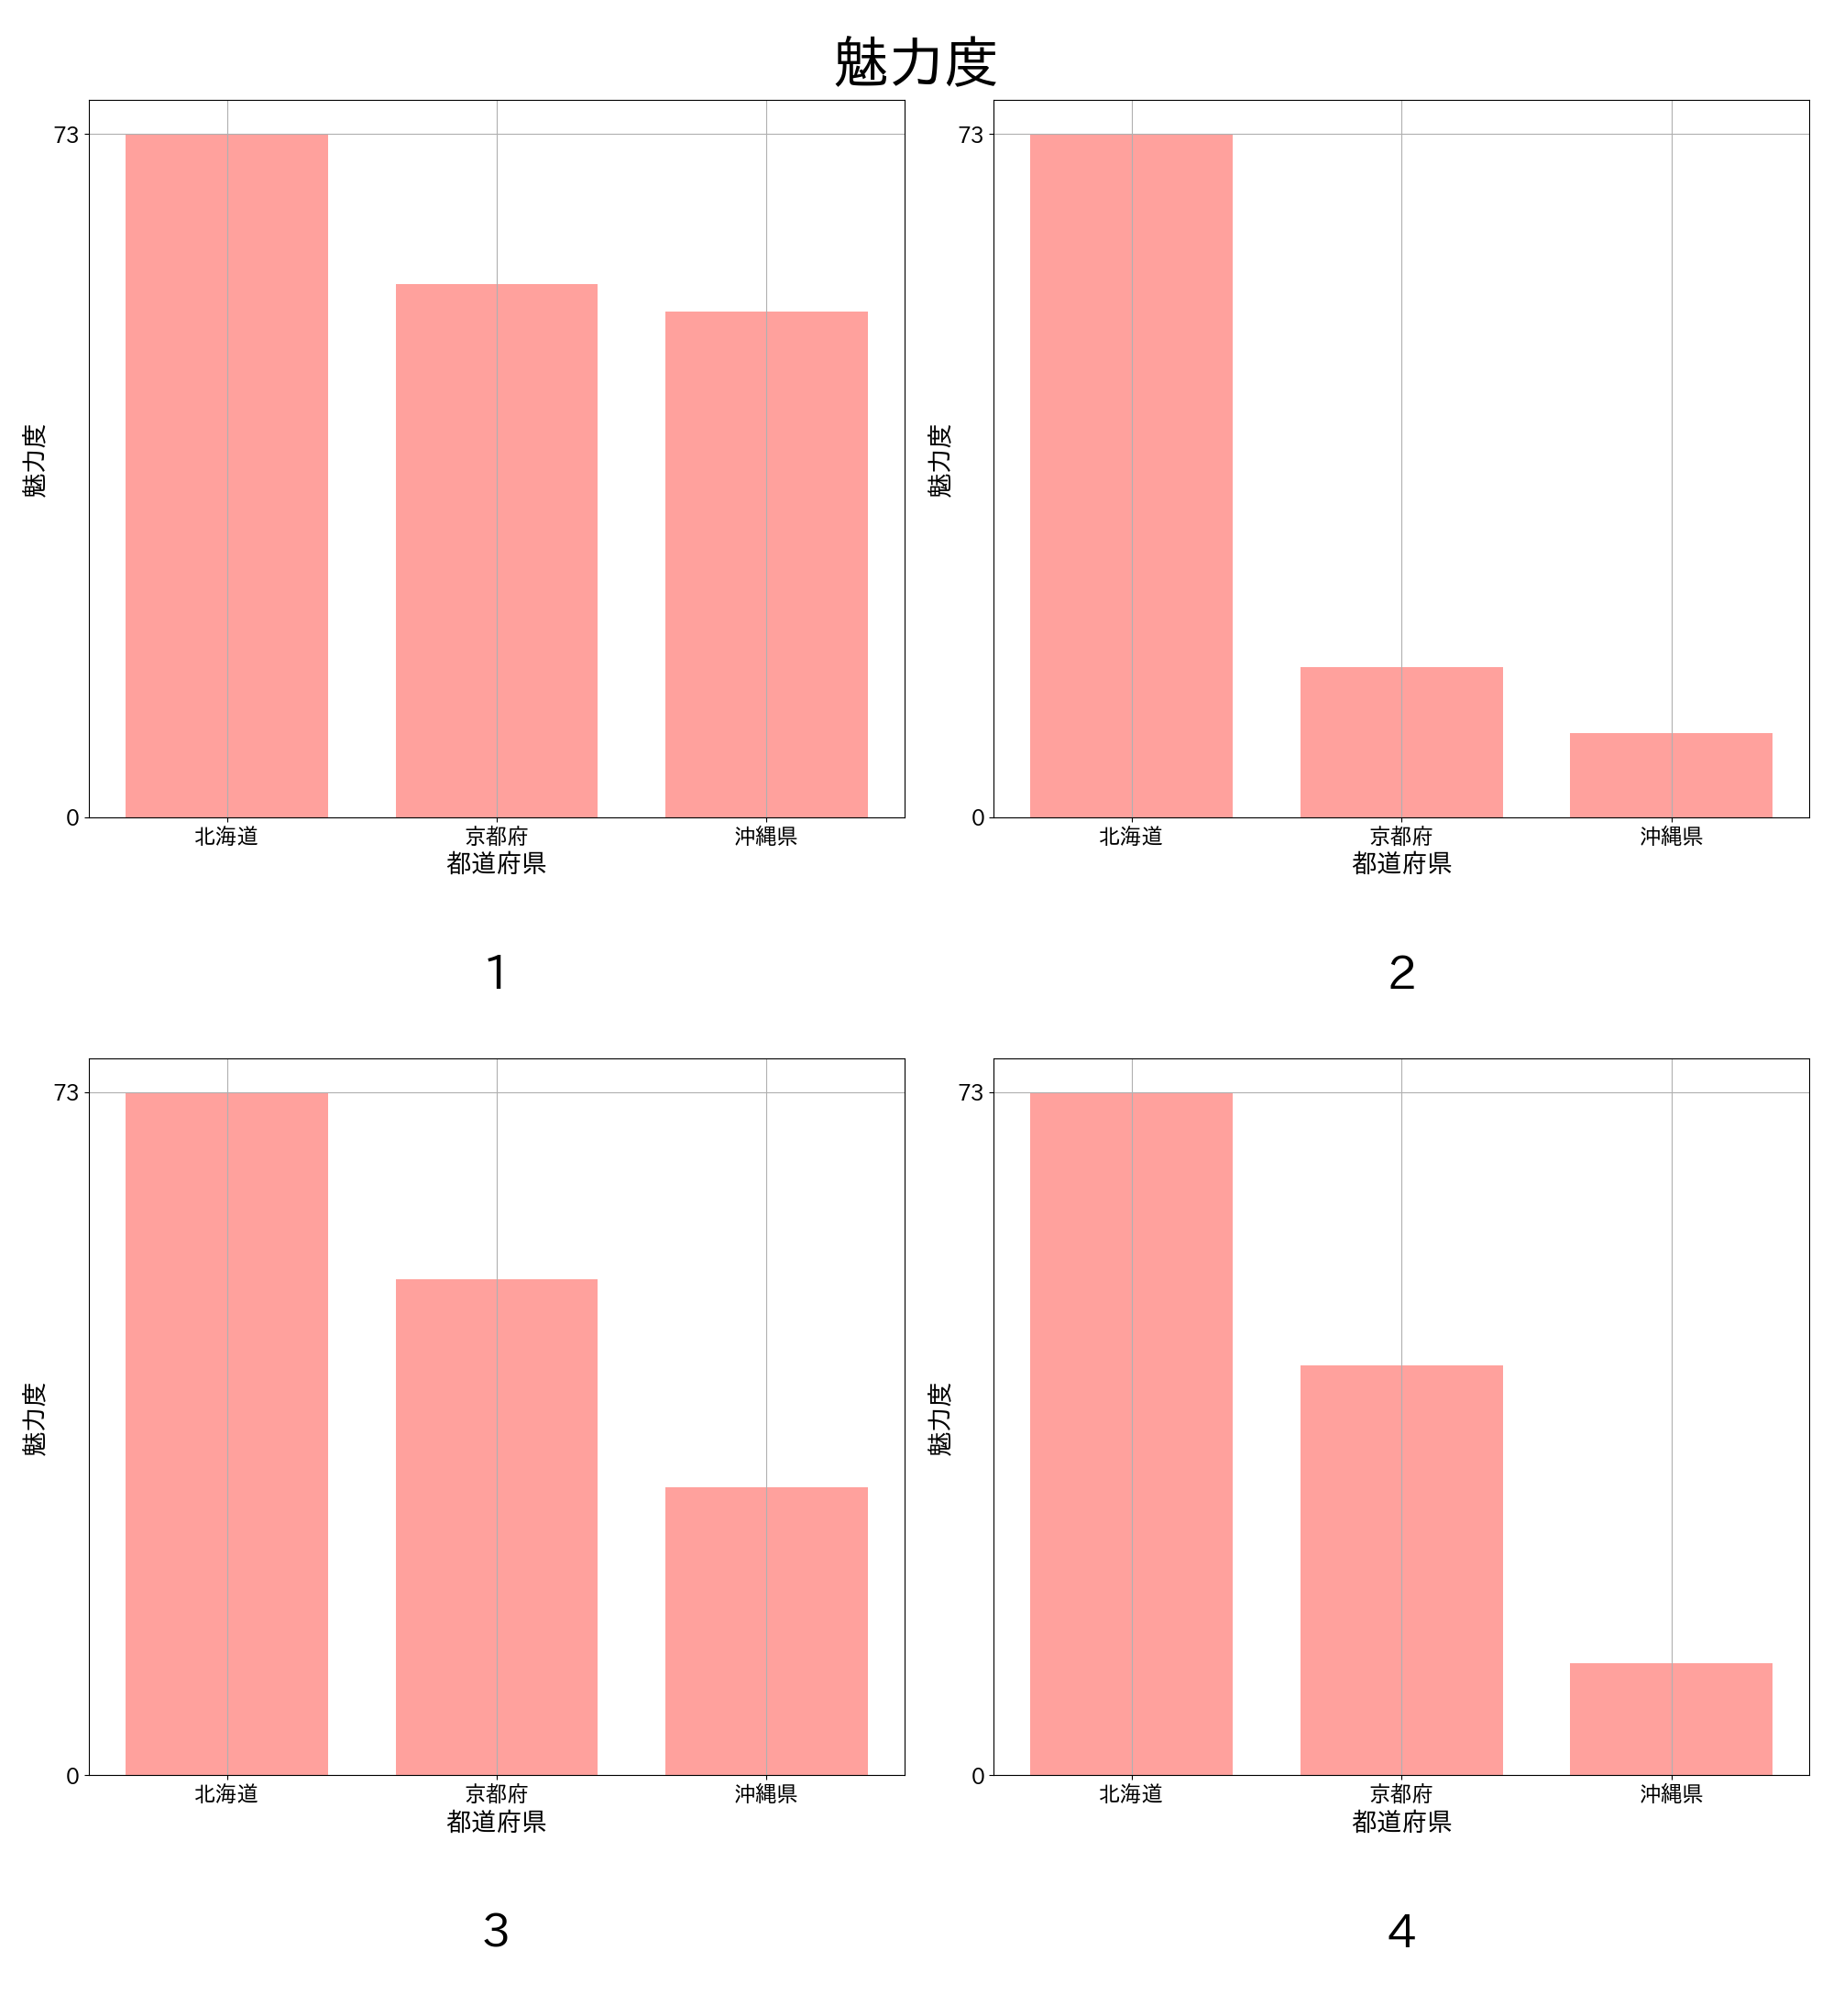 魅力度
73
0
魅力度
北海道 京都府 沖縄県
都道府県
1
73
0
魅力度
北海道 京都府 沖縄県
都道府県
2
73
0
魅力度
北海道 京都府 沖縄県
都道府県
3
73
0
魅力度
北海道 京都府 沖縄県
都道府県
4